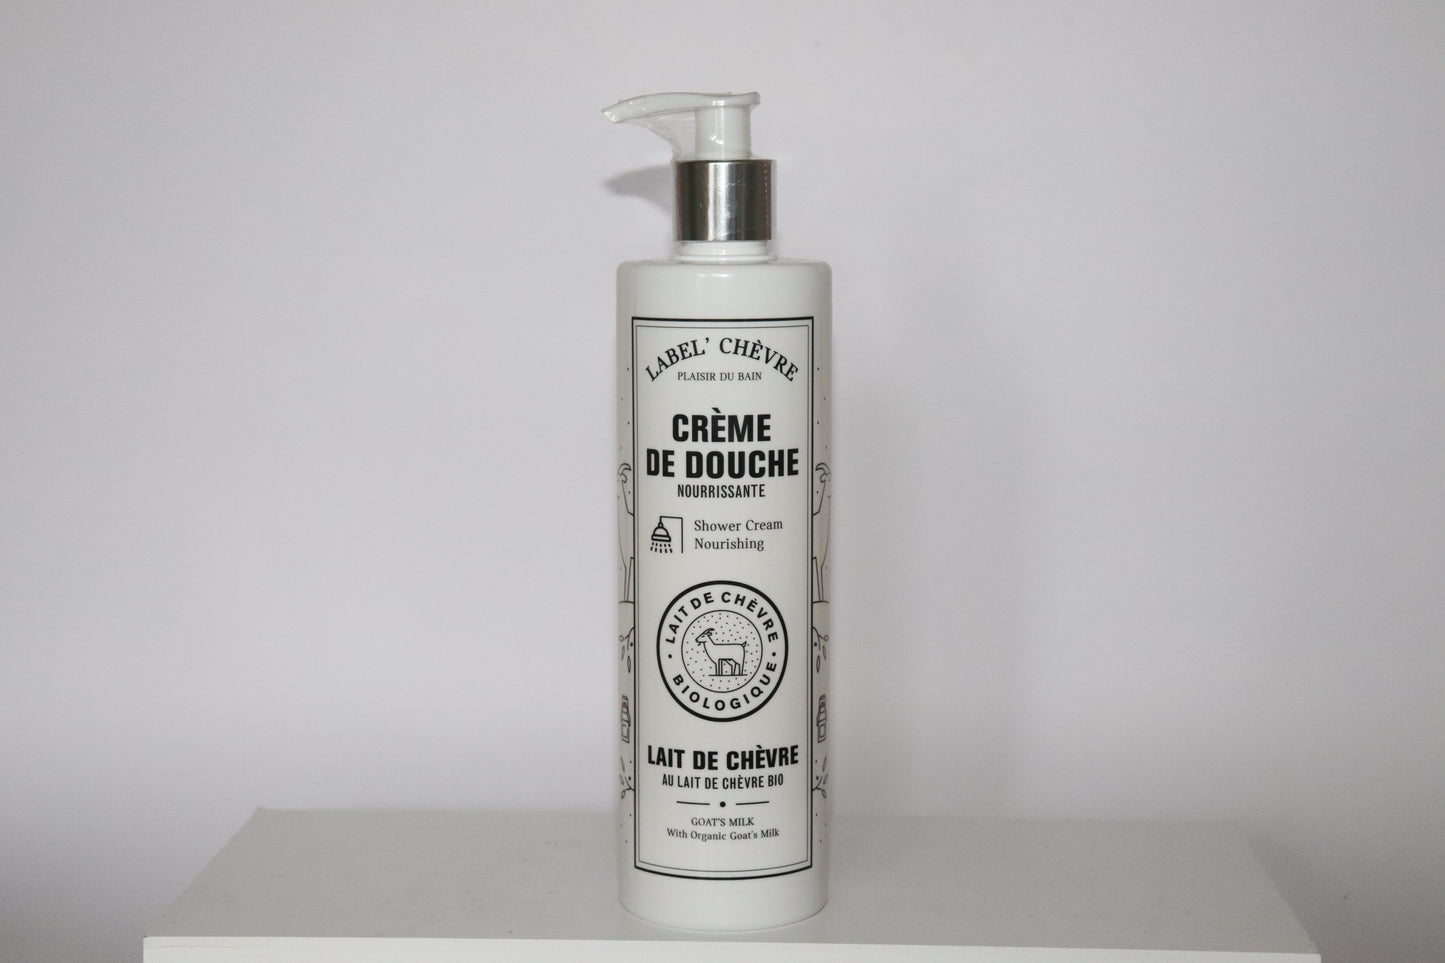 LABEL' CHÈVRE
PLAISIR DU BAIN
CRÈME
DE DOUCHE
NOURRISSANTE
Shower Cream
Nourishing
LAIT DE CHÈVRE
BIOLOGIQUE
LAIT DE CHÈVRE
AU LAIT DE CHÈVRE BIO
GOAT'S MILK
With Organic Goat's Milk